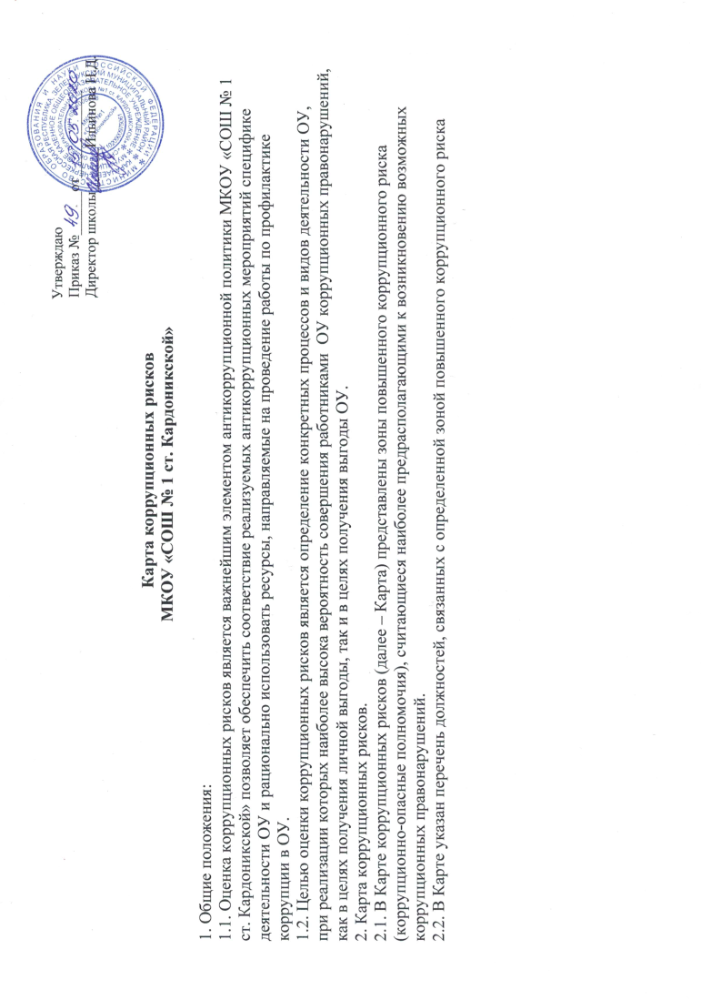 Утверждаю
Приказ № 49. от
Директор школы Ильинова Н.Д.
Карта коррупционных рисков
МКОУ «СОШ № 1 ст. Кардоникской»
1. Общие положения:
1.1. Оценка коррупционных рисков является важнейшим элементом антикоррупционной политики МКОУ «СОШ № 1
ст. Кардоникской» позволяет обеспечить соответствие реализуемых антикоррупционных мероприятий специфике
деятельности ОУ и рационально использовать ресурсы, направляемые на проведение работы по профилактике
коррупции в ОУ.
1.2. Целью оценки коррупционных рисков является определение конкретных процессов и видов деятельности ОУ,
при реализации которых наиболее высока вероятность совершения работниками ОУ коррупционных правонарушений,
как в целях получения личной выгоды, так и в целях получения выгоды ОУ.
2. Карта коррупционных рисков.
2.1. В Карте коррупционных рисков (далее – Карта) представлены зоны повышенного коррупционного риска
(коррупционно-опасные полномочия), считающиеся наиболее предрасполагающими к возникновению возможных
коррупционных правонарушений.
2.2. В Карте указан перечень должностей, связанных с определенной зоной повышенного коррупционного риска